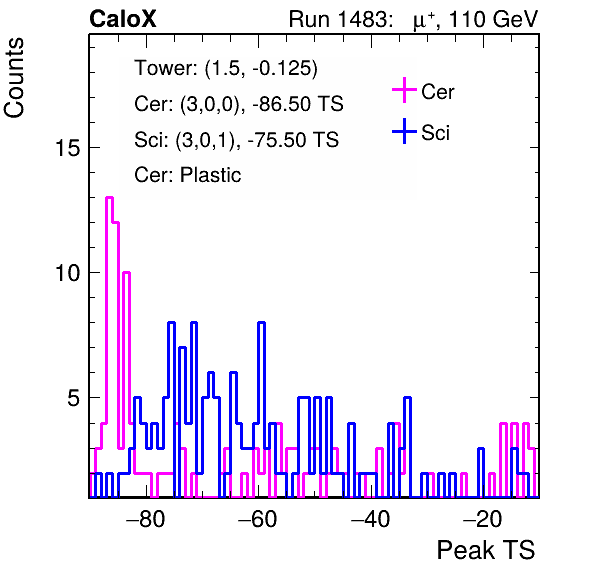 CaloX Run 1483: μ⁺, 110 GeV
Counts
Tower: (1.5, -0.125)
Cer: (3,0,0), -86.50 TS
Sci: (3,0,1), -75.50 TS
Cer: Plastic
Cer
Sci
15
10
5
−80 −60 −40 −20
Peak TS